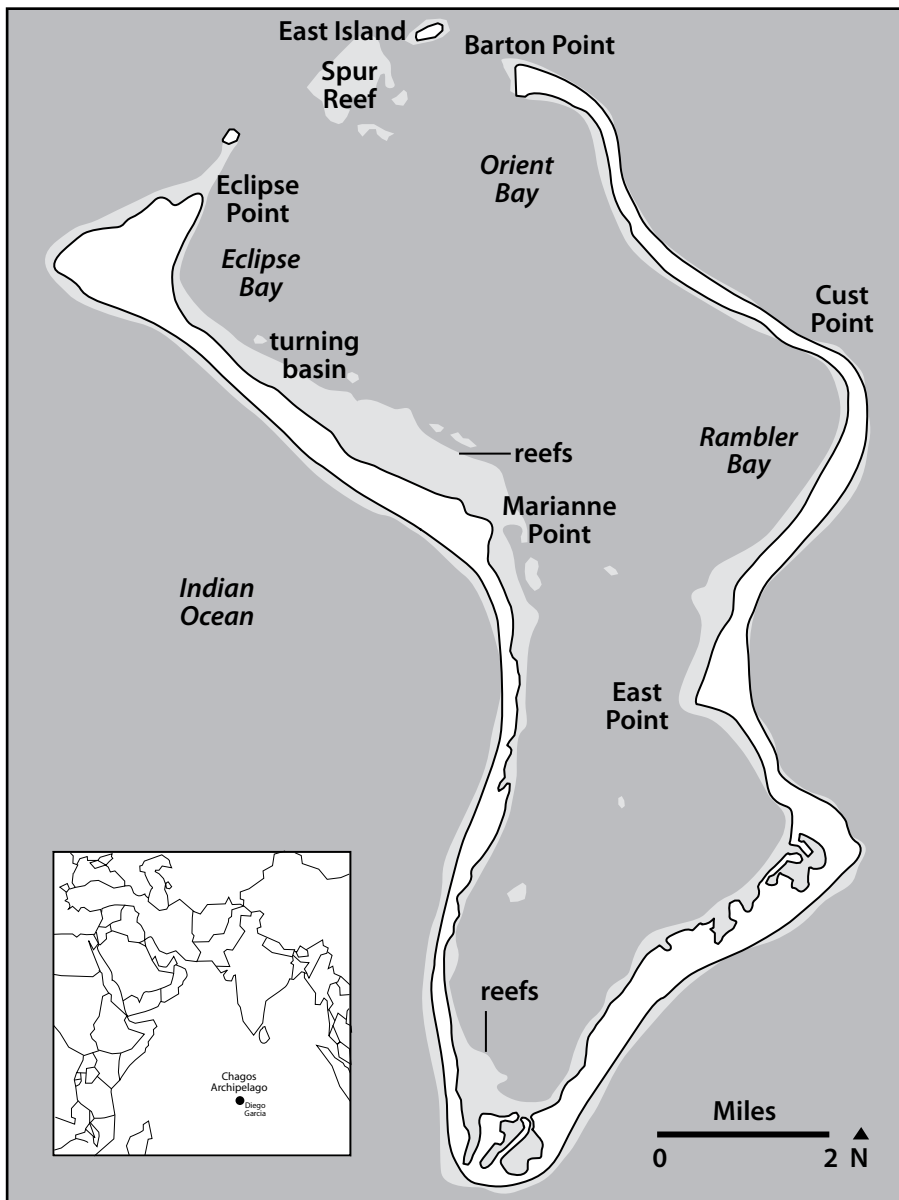 East Island
Barton Point
Spur
Reef
Orient
Bay
Eclipse
Point
Eclipse
Bay
Cust
Point
turning
basin
Rambler
Bay
reefs
Marianne
Point
Indian
Ocean
East
Point
reefs
Chagos
Archipelago
Diego
Garcia
Miles
0 2 N